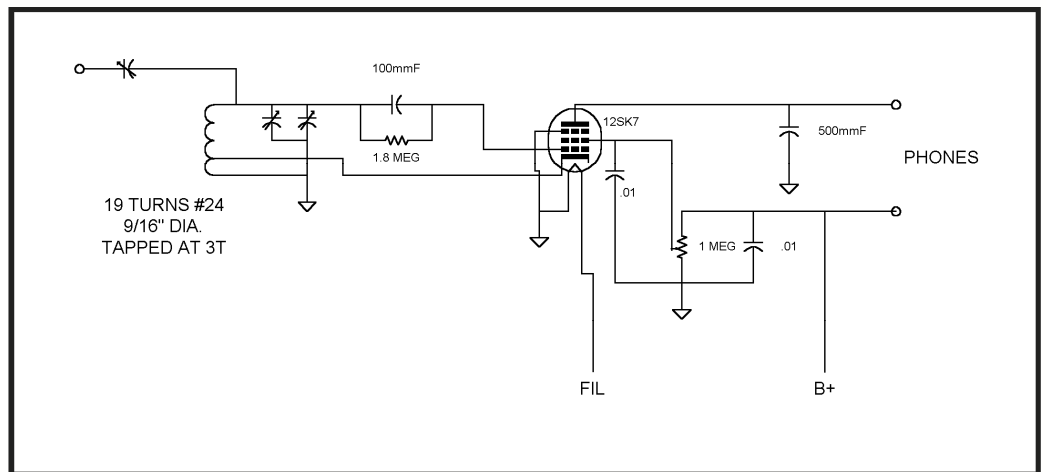 100mmF
12SK7
500mmF
1.8 MEG
PHONES
.01
19 TURNS #24
9/16" DIA.
TAPPED AT 3T
1 MEG
.01
FIL
B+